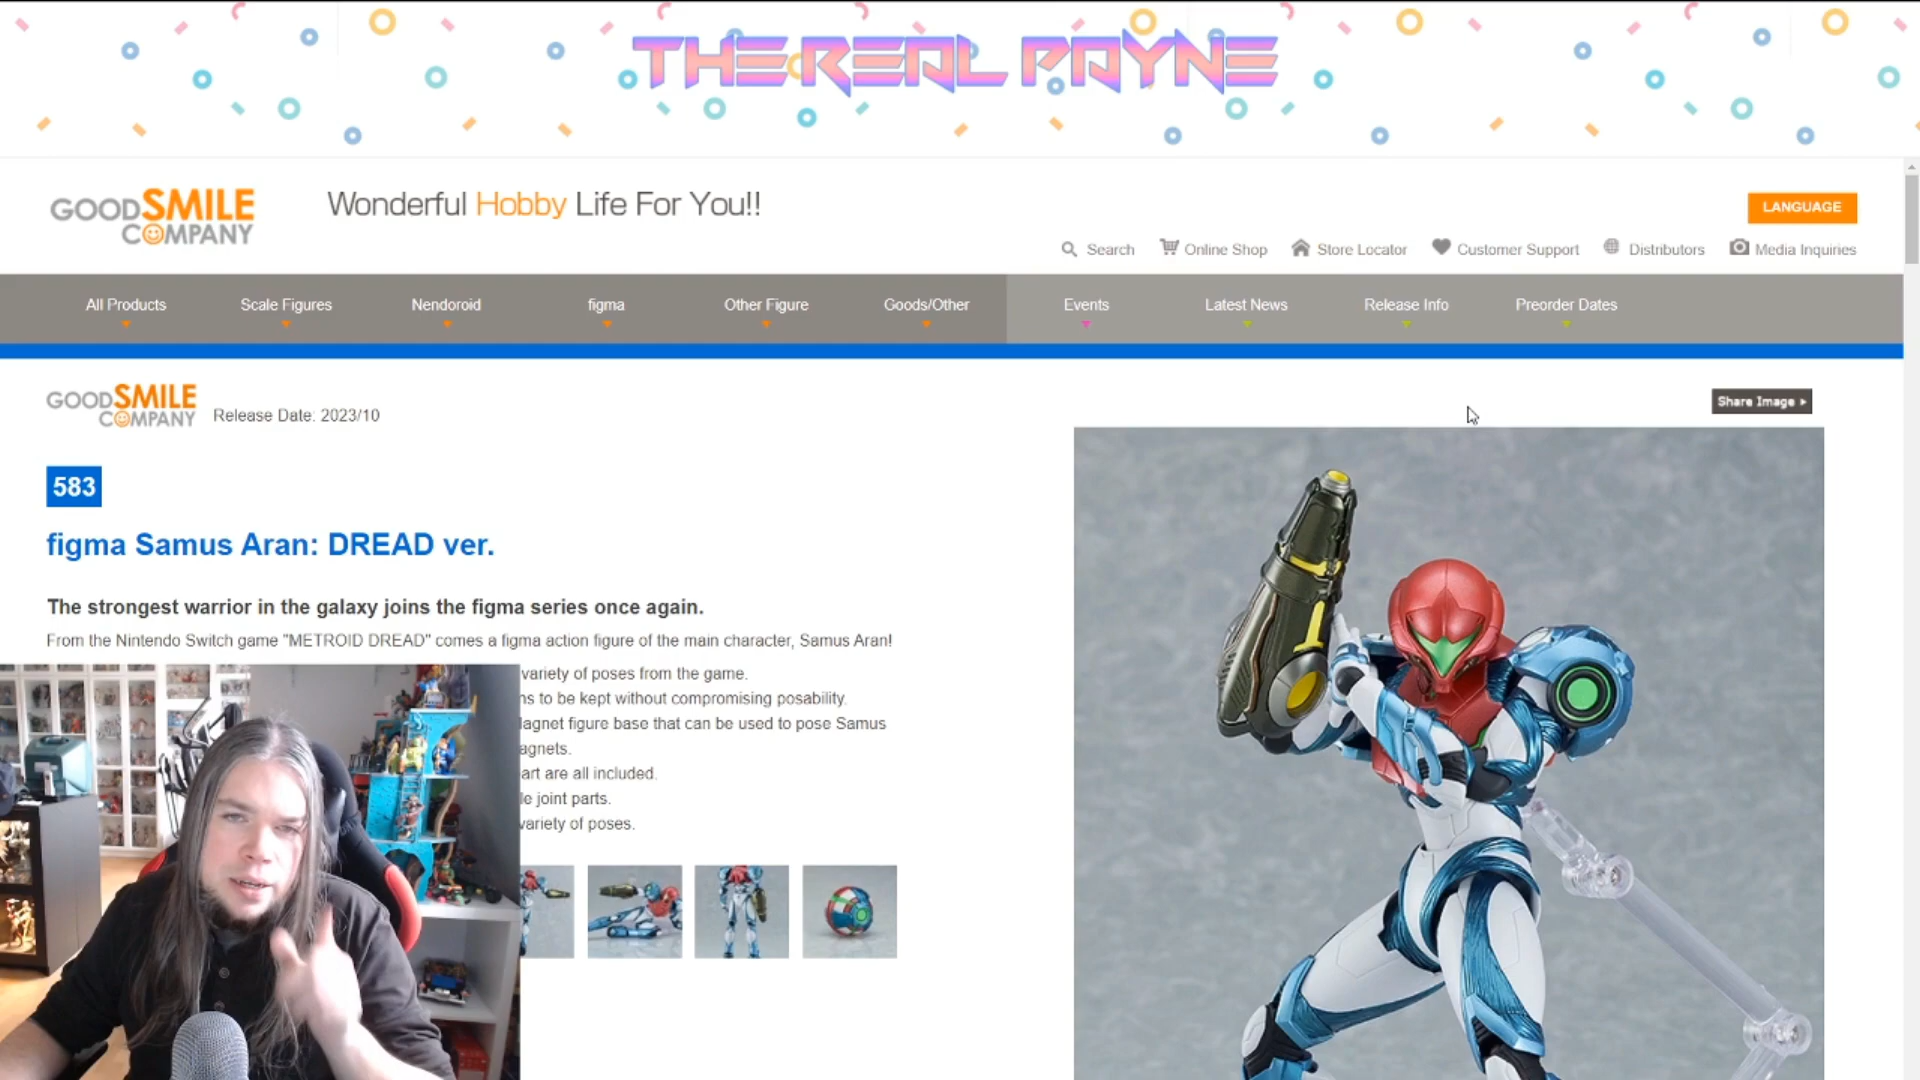 THE REAL PAYNE
GOOD SMILE COMPANY
Wonderful Hobby Life For You!!
LANGUAGE
Search
Online Shop
Store Locator
Customer Support
Distributors
Media Inquiries
All Products
Scale Figures
Nendoroid
figma
Other Figure
Goods/Other
Events
Latest News
Release Info
Preorder Dates
GOOD SMILE COMPANY
Release Date: 2023/10
Share Image
583
figma Samus Aran: DREAD ver.
The strongest warrior in the galaxy joins the figma series once again.
From the Nintendo Switch game "METROID DREAD" comes a figma action figure of the main character, Samus Aran!
variety of poses from the game.
to be kept without compromising posability.
figure base that can be used to pose Samus
are all included.
joint parts.
variety of poses.